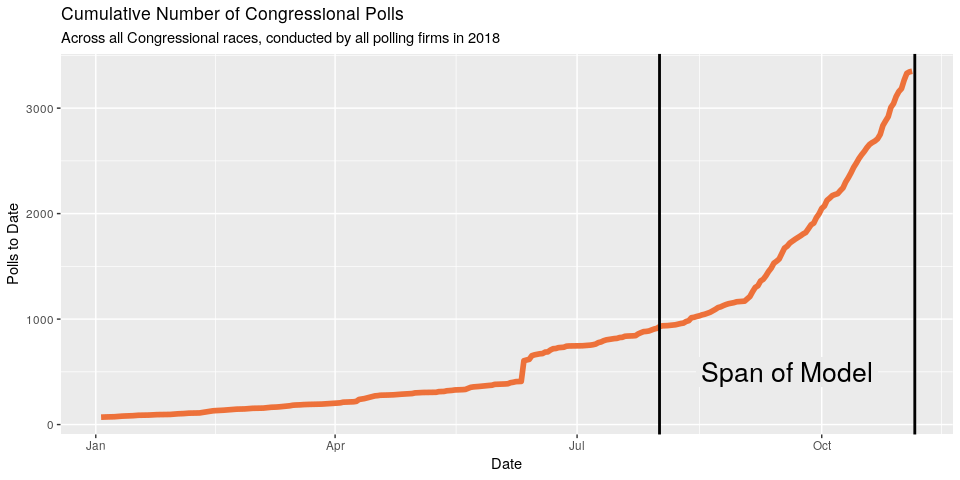 Cumulative Number of Congressional Polls
Across all Congressional races, conducted by all polling firms in 2018
Polls to Date
3000
2000
1000
0
Span of Model
Jan
Apr
Jul
Oct
Date